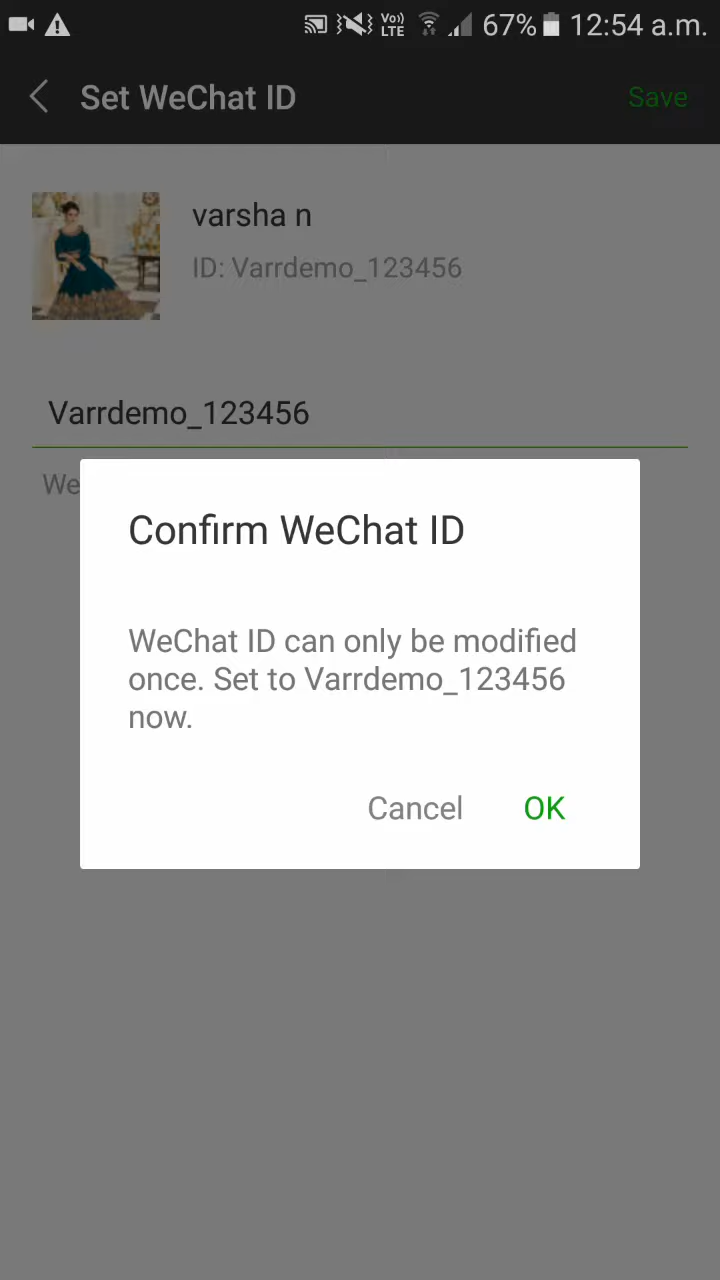 67% 12:54 a.m.
Set WeChat ID
Save
varsha n
ID: Varrdemo_123456
Varrdemo_123456
We
Confirm WeChat ID
WeChat ID can only be modified
once. Set to Varrdemo_123456
now.
Cancel OK